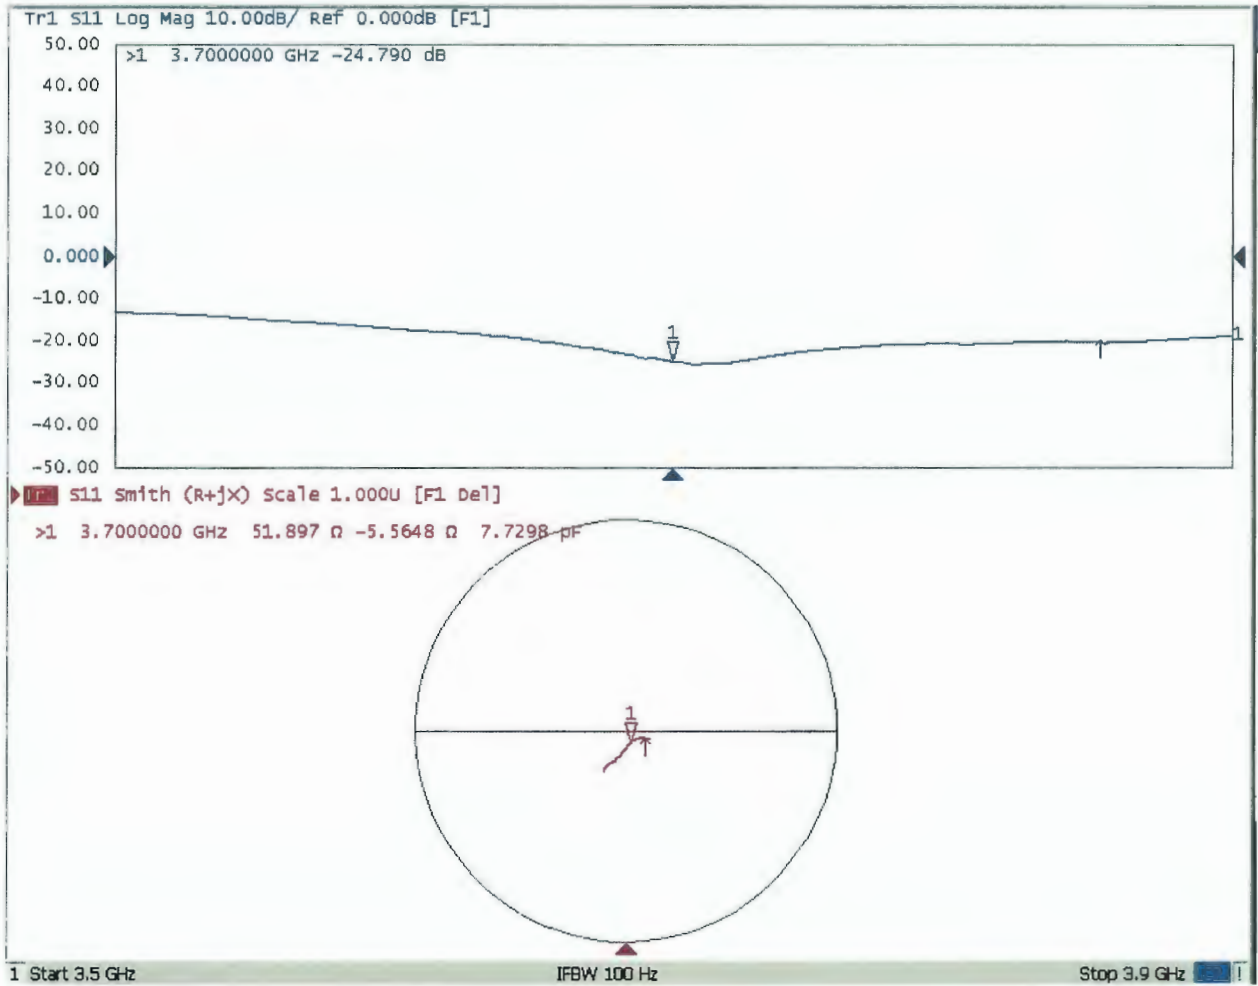 Tr1 S11 Log Mag 10.00dB/ Ref 0.000dB [F1]
50.00
>1 3.7000000 GHz -24.790 dB
40.00
30.00
20.00
10.00
0.000
-10.00
-20.00
-30.00
-40.00
-50.00
1
1
S11 Smith (R+jX) Scale 1.000U [F1 Del]
>1 3.7000000 GHz 51.897 Ω -5.5648 Ω 7.7298 pF
1
1 Start 3.5 GHz
IFBW 100 Hz
Stop 3.9 GHz
!